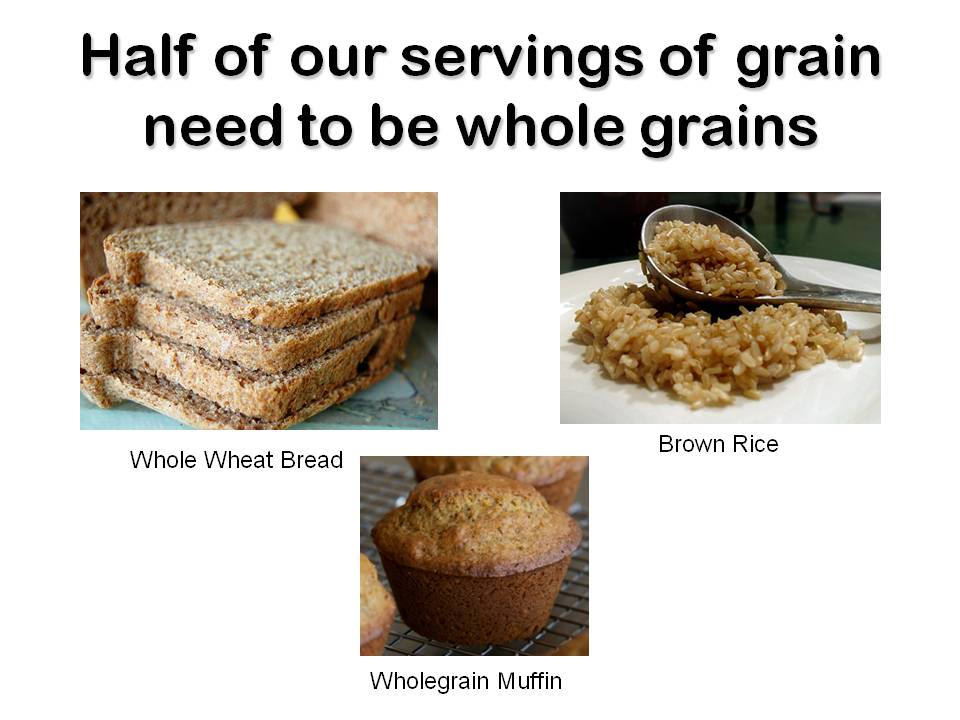 Half of our servings of grain
need to be whole grains
Whole Wheat Bread
Brown Rice
Wholegrain Muffin